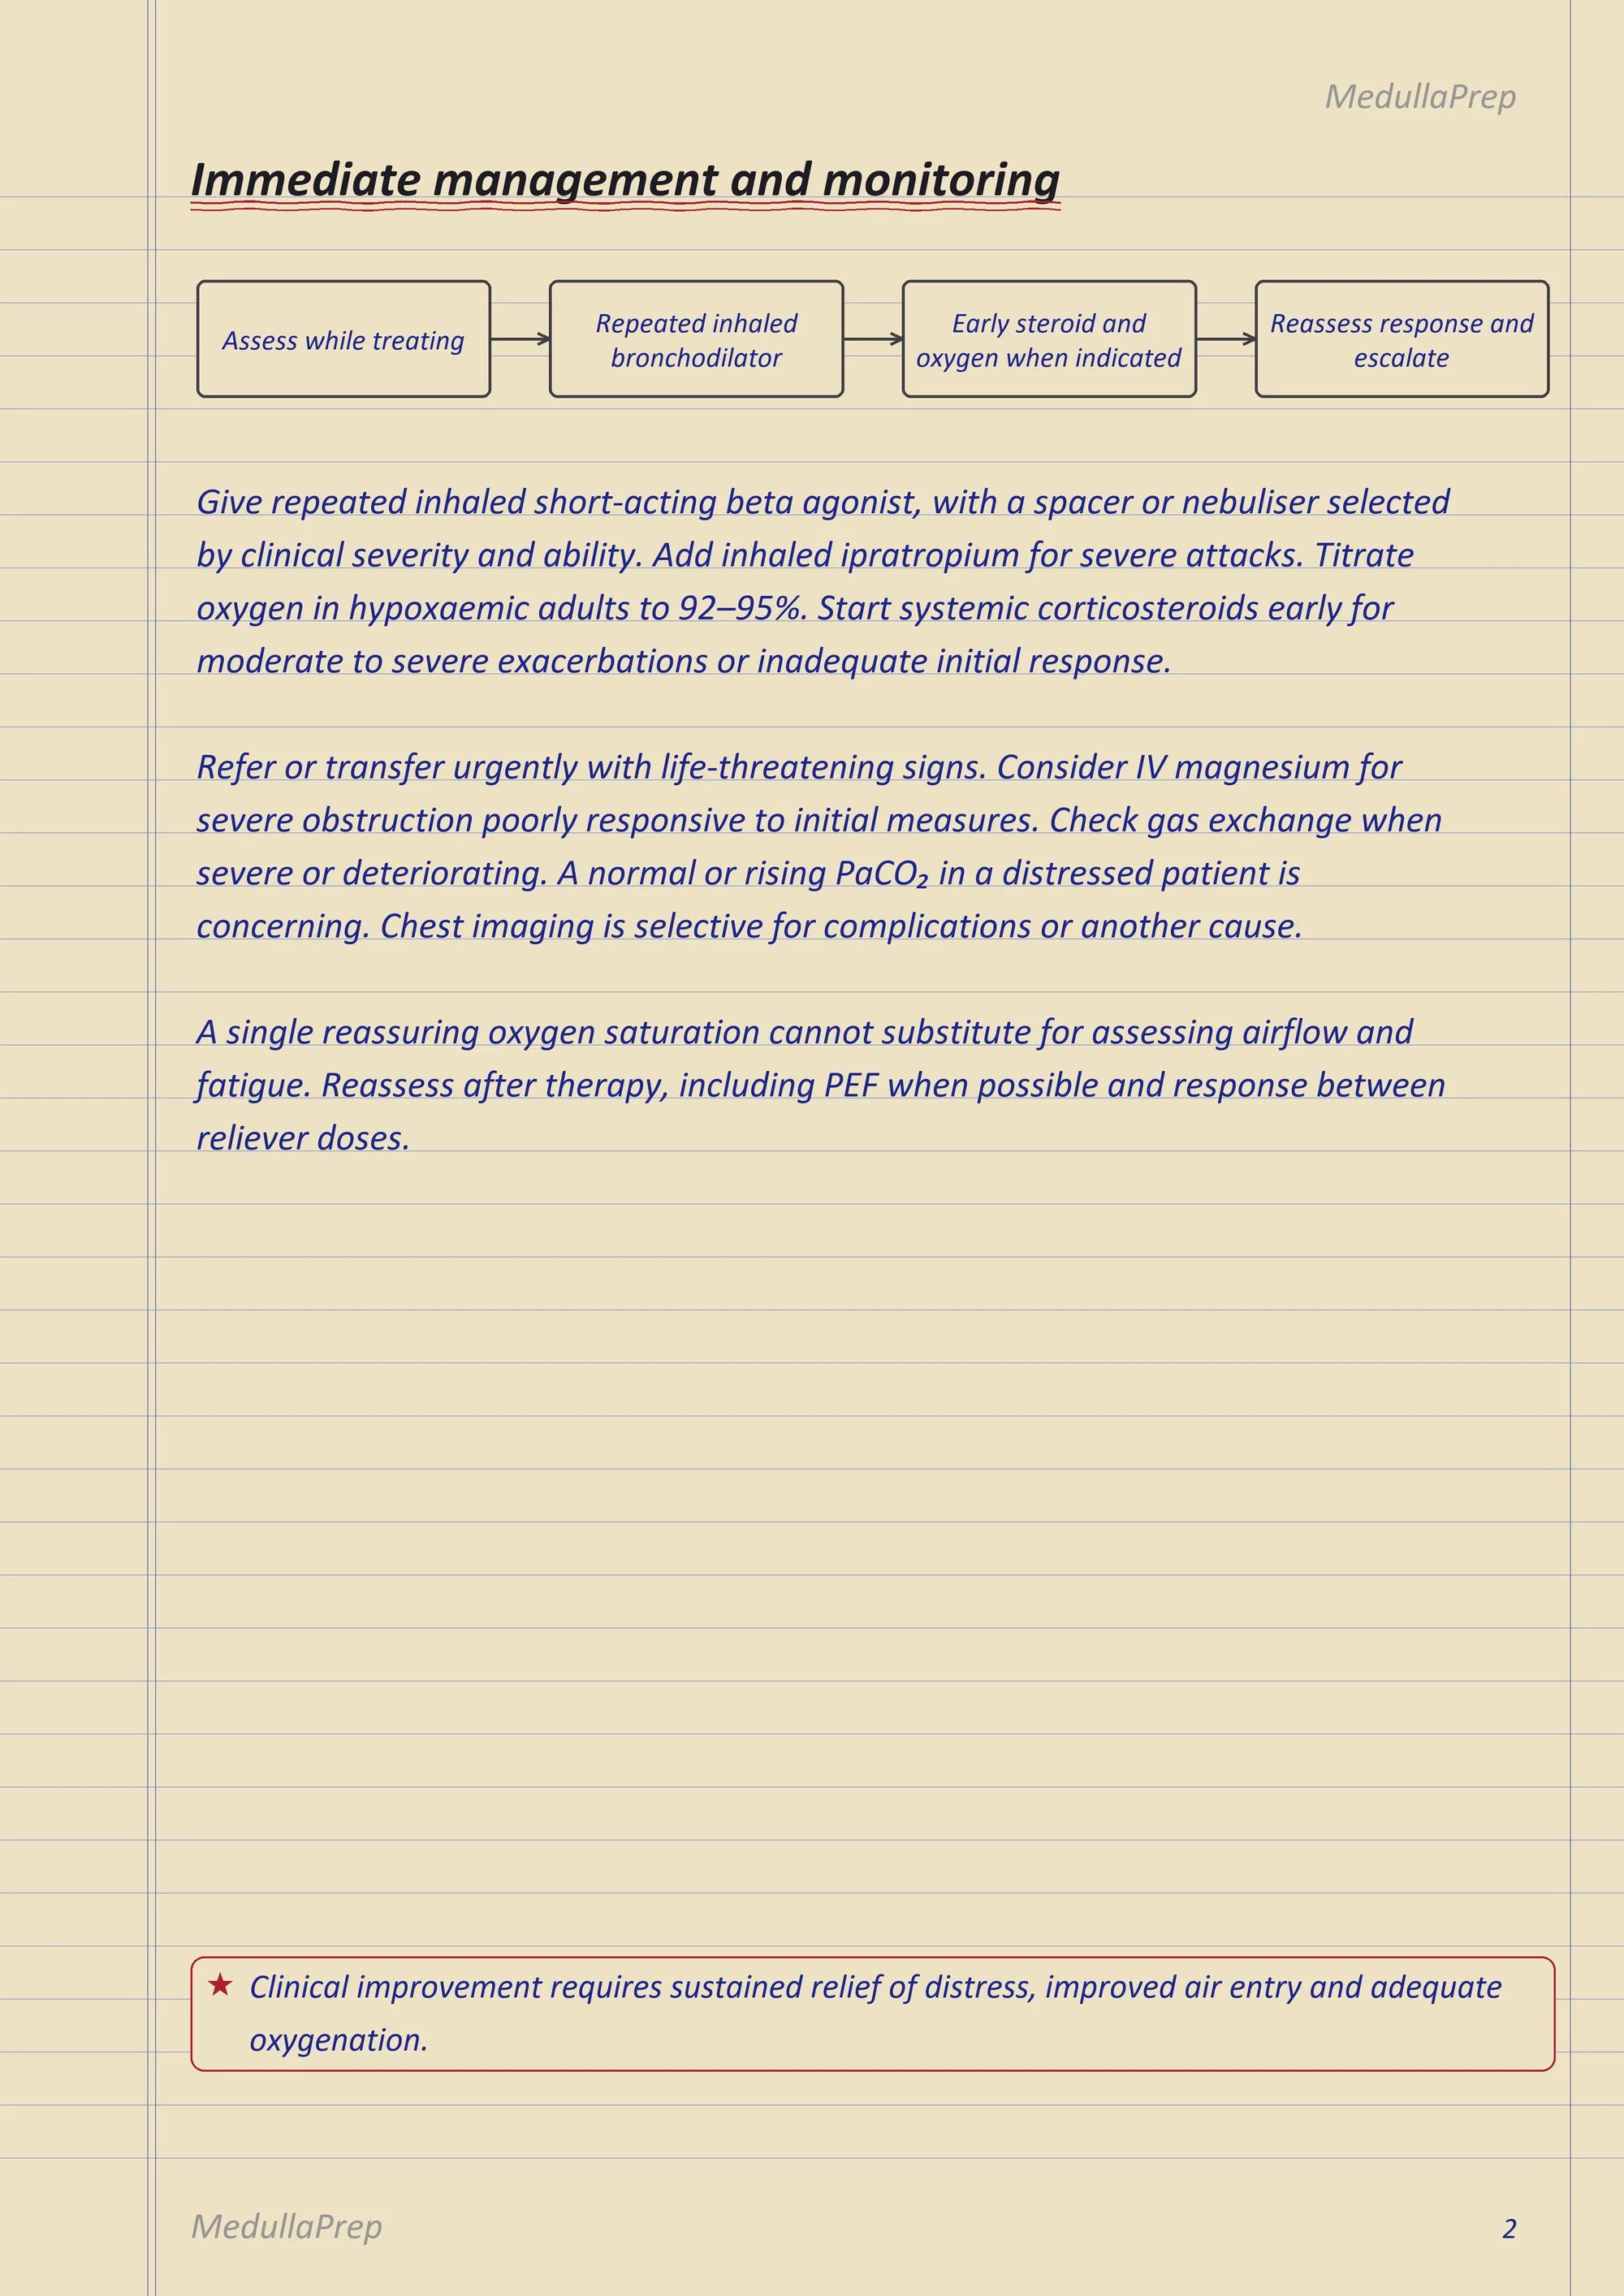 MedullaPrep
Immediate management and monitoring
Assess while treating
Repeated inhaled
bronchodilator
Early steroid and
oxygen when indicated
Reassess response and
escalate
Give repeated inhaled short-acting beta agonist, with a spacer or nebuliser selected
by clinical severity and ability. Add inhaled ipratropium for severe attacks. Titrate
oxygen in hypoxaemic adults to 92–95%. Start systemic corticosteroids early for
moderate to severe exacerbations or inadequate initial response.
Refer or transfer urgently with life-threatening signs. Consider IV magnesium for
severe obstruction poorly responsive to initial measures. Check gas exchange when
severe or deteriorating. A normal or rising PaCO₂ in a distressed patient is
concerning. Chest imaging is selective for complications or another cause.
A single reassuring oxygen saturation cannot substitute for assessing airflow and
fatigue. Reassess after therapy, including PEF when possible and response between
reliever doses.
★ Clinical improvement requires sustained relief of distress, improved air entry and adequate
oxygenation.
MedullaPrep
2